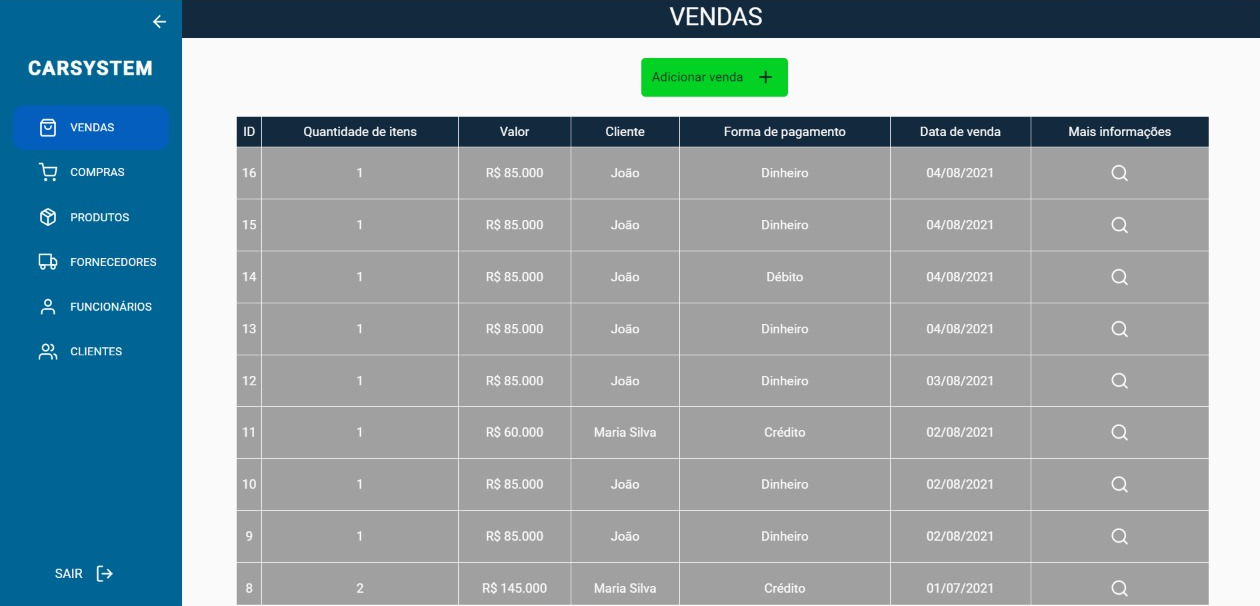 VENDAS
CARSYSTEM
VENDAS
COMPRAS
PRODUTOS
FORNECEDORES
FUNCIONÁRIOS
CLIENTES
SAIR
Adicionar venda +
ID Quantidade de itens Valor Cliente Forma de pagamento Data de venda Mais informações
16 1 R$ 85.000 João Dinheiro 04/08/2021
15 1 R$ 85.000 João Dinheiro 04/08/2021
14 1 R$ 85.000 João Débito 04/08/2021
13 1 R$ 85.000 João Dinheiro 04/08/2021
12 1 R$ 85.000 João Dinheiro 03/08/2021
11 1 R$ 60.000 Maria Silva Crédito 02/08/2021
10 1 R$ 85.000 João Dinheiro 02/08/2021
9 1 R$ 85.000 João Dinheiro 02/08/2021
8 2 R$ 145.000 Maria Silva Crédito 01/07/2021